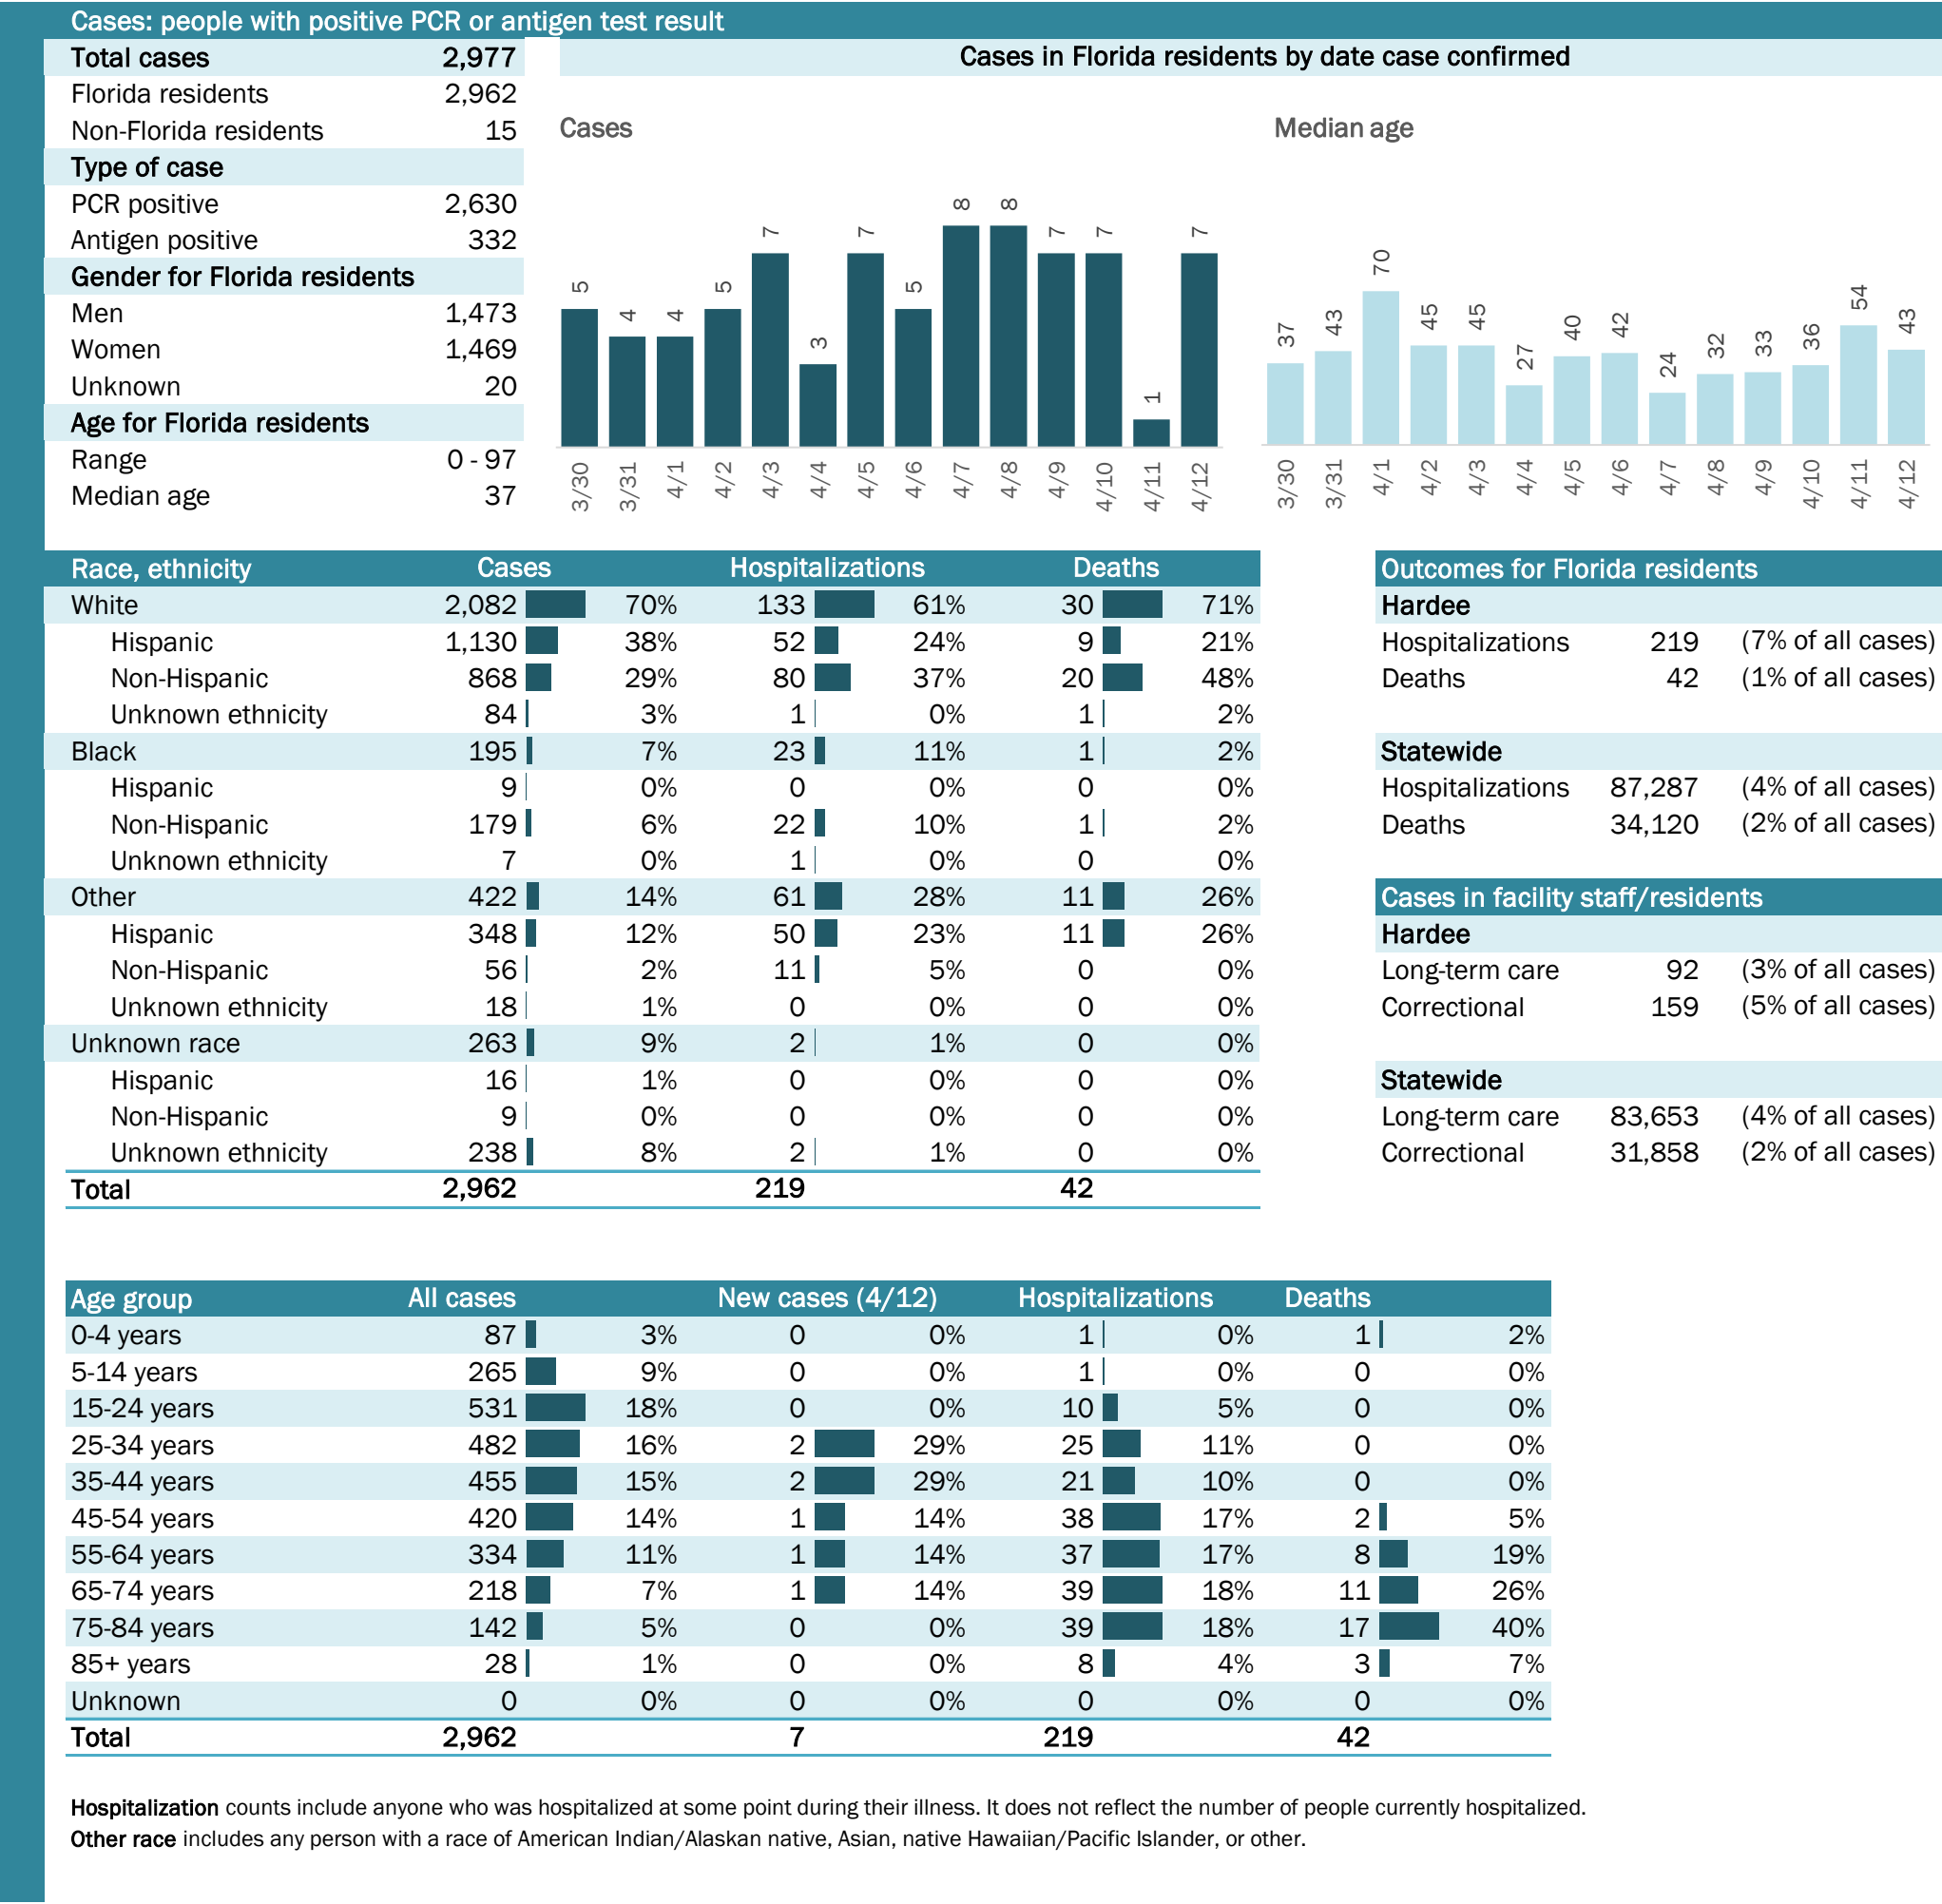 Cases: people with positive PCR or antigen test result
Total cases 2,977
Florida residents 2,962
Non-Florida residents 15
Type of case
PCR positive 2,630
Antigen positive 332
Gender for Florida residents
Men 1,473
Women 1,469
Unknown 20
Age for Florida residents
Range 0 - 97
Median age 37
Cases in Florida residents by date case confirmed
Cases
5 4 4 5 7 3 7 5 8 8 7 7 1 7
3/30 3/31 4/1 4/2 4/3 4/4 4/5 4/6 4/7 4/8 4/9 4/10 4/11 4/12
Median age
37 43 70 45 45 27 40 42 24 32 33 36 54 43
3/30 3/31 4/1 4/2 4/3 4/4 4/5 4/6 4/7 4/8 4/9 4/10 4/11 4/12
Race, ethnicity Cases Hospitalizations Deaths
White 2,082 70% 133 61% 30 71%
Hispanic 1,130 38% 52 24% 9 21%
Non-Hispanic 868 29% 80 37% 20 48%
Unknown ethnicity 84 3% 1 0% 1 2%
Black 195 7% 23 11% 1 2%
Hispanic 9 0% 0 0% 0 0%
Non-Hispanic 179 6% 22 10% 1 2%
Unknown ethnicity 7 0% 1 0% 0 0%
Other 422 14% 61 28% 11 26%
Hispanic 348 12% 50 23% 11 26%
Non-Hispanic 56 2% 11 5% 0 0%
Unknown ethnicity 18 1% 0 0% 0 0%
Unknown race 263 9% 2 1% 0 0%
Hispanic 16 1% 0 0% 0 0%
Non-Hispanic 9 0% 0 0% 0 0%
Unknown ethnicity 238 8% 2 1% 0 0%
Total 2,962 219 42
Outcomes for Florida residents
Hardee
Hospitalizations 219 (7% of all cases)
Deaths 42 (1% of all cases)
Statewide
Hospitalizations 87,287 (4% of all cases)
Deaths 34,120 (2% of all cases)
Cases in facility staff/residents
Hardee
Long-term care 92 (3% of all cases)
Correctional 159 (5% of all cases)
Statewide
Long-term care 83,653 (4% of all cases)
Correctional 31,858 (2% of all cases)
Age group All cases New cases (4/12) Hospitalizations Deaths
0-4 years 87 3% 0 0% 1 0% 1 2%
5-14 years 265 9% 0 0% 1 0% 0 0%
15-24 years 531 18% 0 0% 10 5% 0 0%
25-34 years 482 16% 2 29% 25 11% 0 0%
35-44 years 455 15% 2 29% 21 10% 0 0%
45-54 years 420 14% 1 14% 38 17% 2 5%
55-64 years 334 11% 1 14% 37 17% 8 19%
65-74 years 218 7% 1 14% 39 18% 11 26%
75-84 years 142 5% 0 0% 39 18% 17 40%
85+ years 28 1% 0 0% 8 4% 3 7%
Unknown 0 0% 0 0% 0 0% 0 0%
Total 2,962 7 219 42
Hospitalization counts include anyone who was hospitalized at some point during their illness. It does not reflect the number of people currently hospitalized.
Other race includes any person with a race of American Indian/Alaskan native, Asian, native Hawaiian/Pacific Islander, or other.